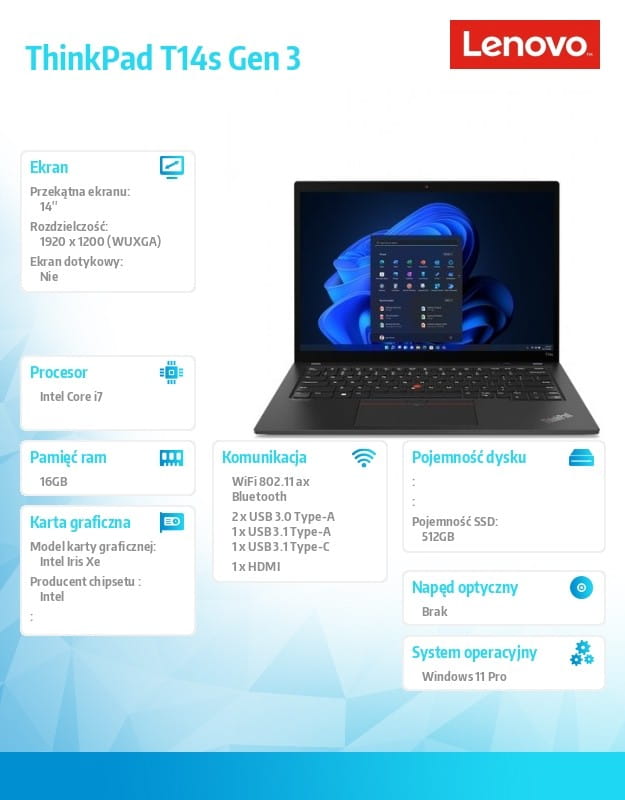 ThinkPad T14s Gen 3
Lenovo
Ekran
Przekątna ekranu:
14"
Rozdzielczość:
1920 x 1200 (WUXGA)
Ekran dotykowy:
Nie
Procesor
Intel Core i7
Pamięć ram
16GB
Karta graficzna
Model karty graficznej:
Intel Iris Xe
Producent chipsetu :
Intel
:
Komunikacja
WiFi 802.11 ax
Bluetooth
2 x USB 3.0 Type-A
1 x USB 3.1 Type-A
1 x USB 3.1 Type-C
1 x HDMI
Pojemność dysku
:
:
Pojemność SSD:
512GB
Napęd optyczny
Brak
System operacyjny
Windows 11 Pro
ThinkPad